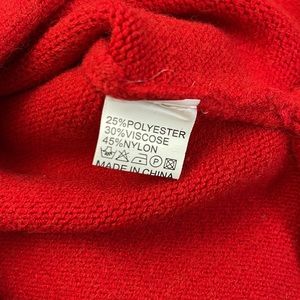 25%POLYESTER
30%VISCOSE
45%NYLON
MADE IN CHINA